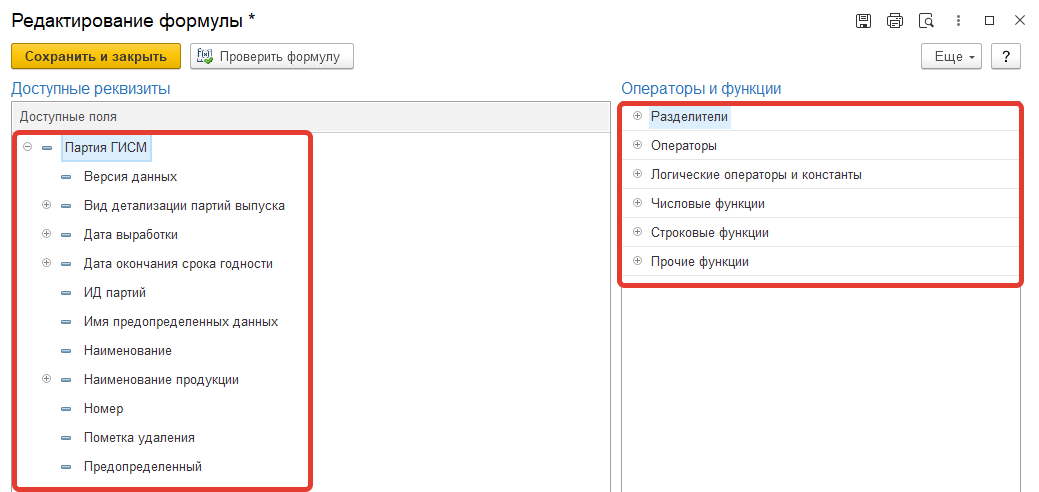 Редактирование формулы *
Сохранить и закрыть
Проверить формулу
Еще
?
Доступные реквизиты
Доступные поля
Партия ГИСМ
Версия данных
Вид детализации партий выпуска
Дата выработки
Дата окончания срока годности
ИД партий
Имя предопределенных данных
Наименование
Наименование продукции
Номер
Пометка удаления
Предопределенный
Операторы и функции
Разделители
Операторы
Логические операторы и константы
Числовые функции
Строковые функции
Прочие функции